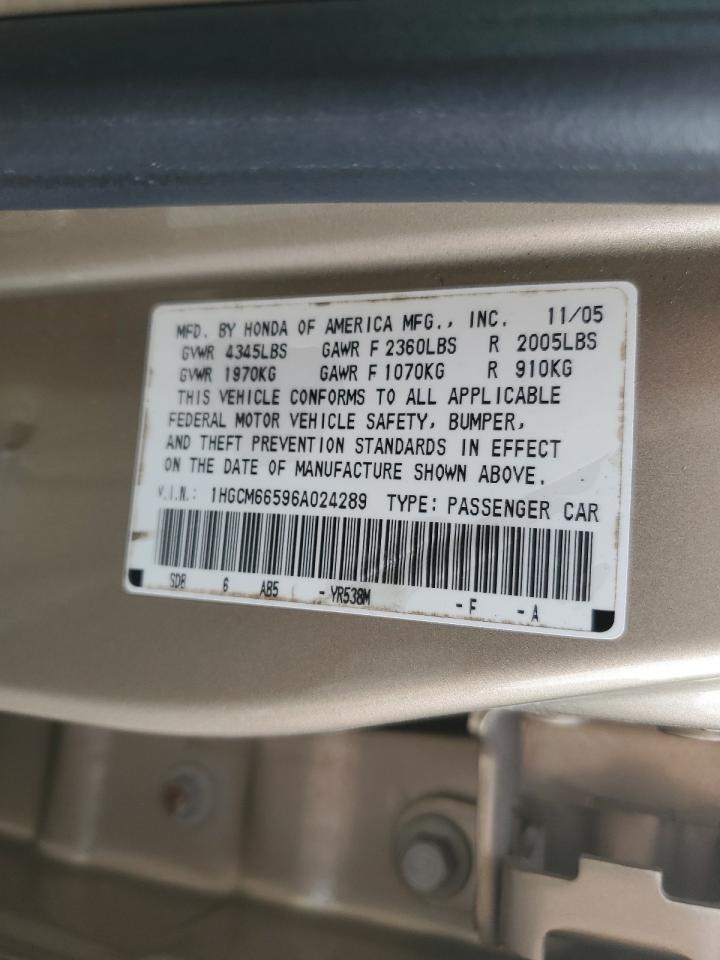 MFD. BY HONDA OF AMERICA MFG., INC. 11/05
GVWR 4345LBS GAWR F 2360LBS R 2005LBS
GVWR 1970KG GAWR F 1070KG R 910KG
THIS VEHICLE CONFORMS TO ALL APPLICABLE
FEDERAL MOTOR VEHICLE SAFETY, BUMPER,
AND THEFT PREVENTION STANDARDS IN EFFECT
ON THE DATE OF MANUFACTURE SHOWN ABOVE.
V.I.N.: 1HGCM66596A024289 TYPE: PASSENGER CAR
SDR 6 AB5 - YR538M - F - A